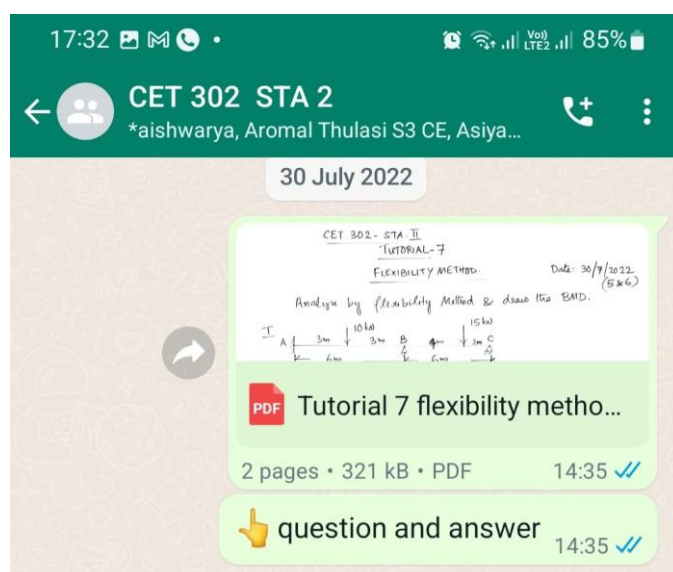 17:32 85%
CET 302 STA 2
*aishwarya, Aromal Thulasi S3 CE, Asiya...
30 July 2022
CET 302- STA. II
TUTORIAL-7
FLEXIBILITY METHOD.
Date: 30/7/2022
(5&6)
Analyse by flexibility Method & draw the BMD.
I
10 kN 15 kN
A 3m 3m B 4m 2m C
6m 6m
PDF Tutorial 7 flexibility metho...
2 pages • 321 kB • PDF 14:35
👆 question and answer 14:35